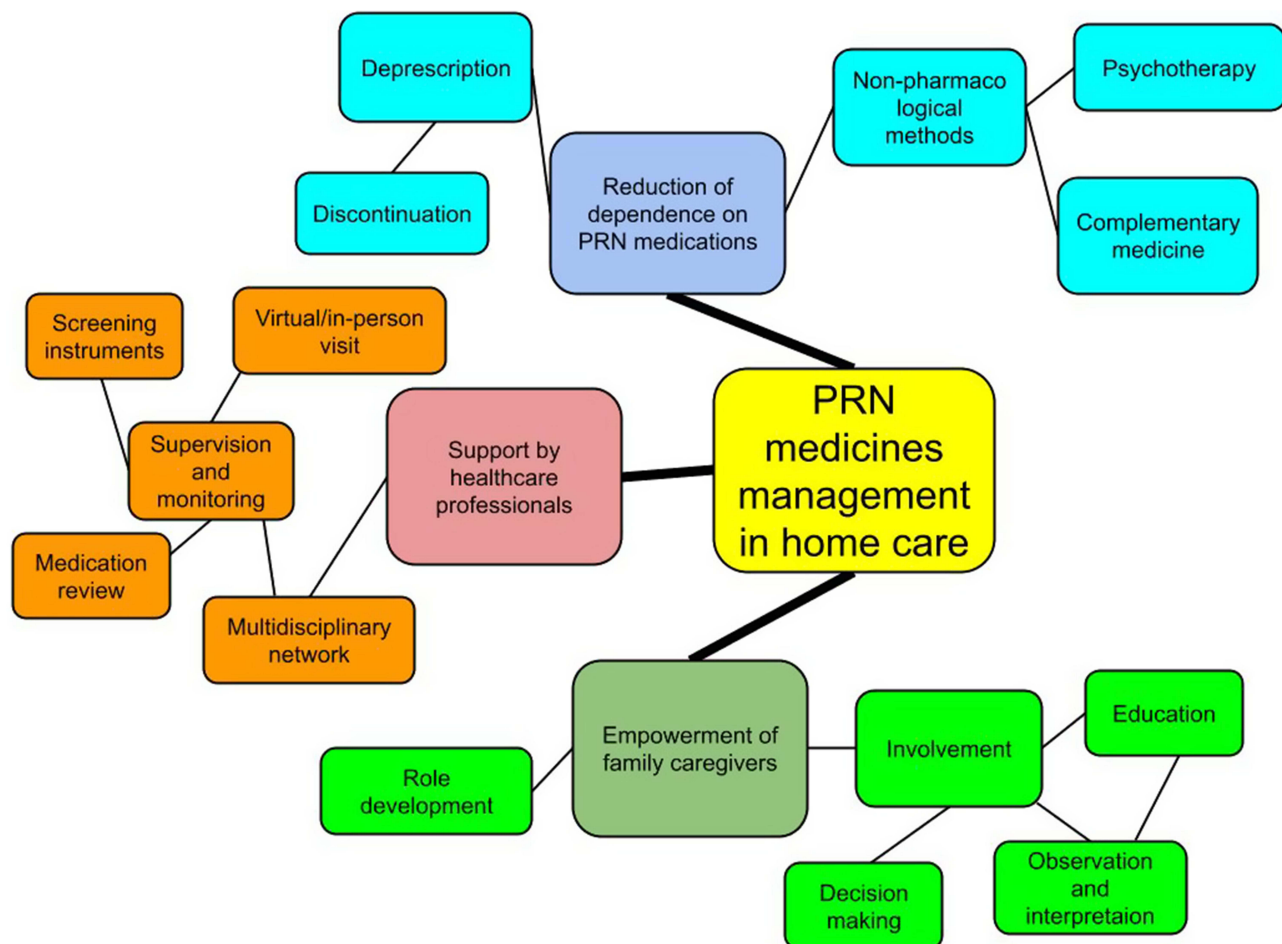 Deprescription
Discontinuation
Reduction of
dependence on
PRN medications
Non-pharmaco
logical
methods
Psychotherapy
Complementary
medicine
Screening
instruments
Virtual/in-person
visit
Supervision
and
monitoring
Medication
review
Multidisciplinary
network
Support by
healthcare
professionals
PRN
medicines
management
in home care
Empowerment of
family caregivers
Role
development
Involvement
Education
Decision
making
Observation
and
interpretaion